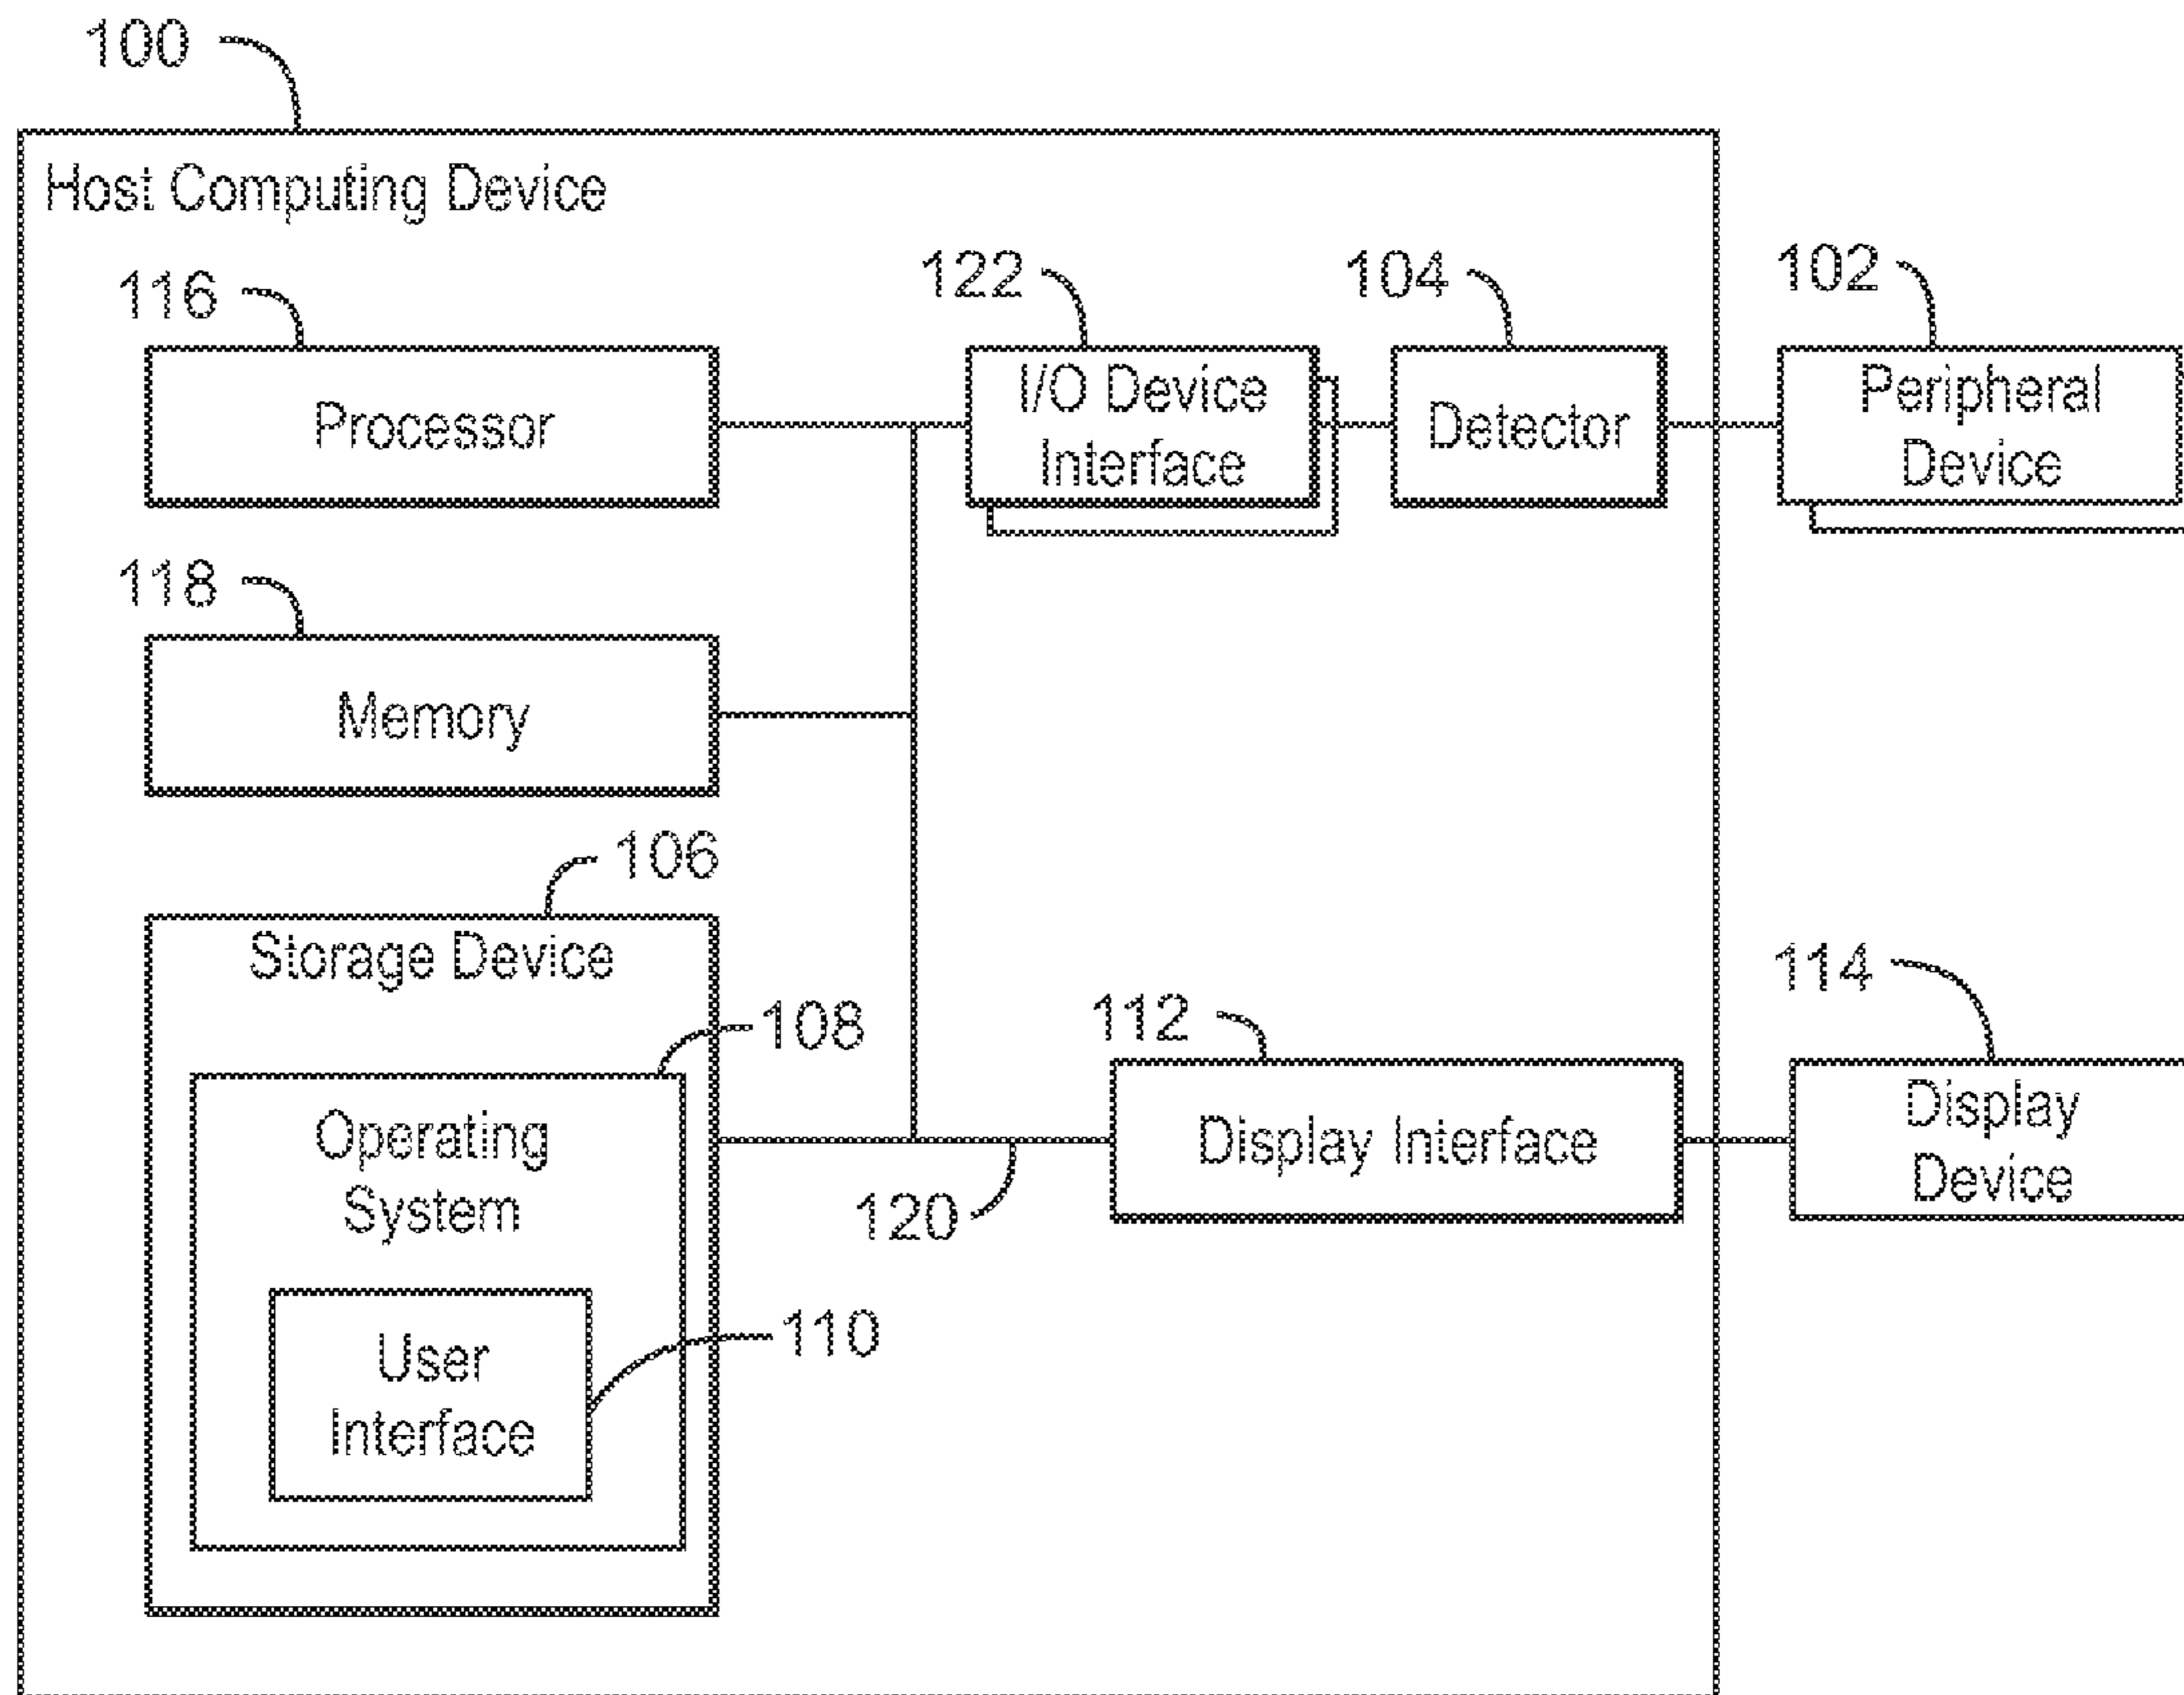 100
Host Computing Device
116
122
104
102
Processor
I/O Device
Interface
Detector
Peripheral
Device
118
Memory
106
Storage Device
108
112
114
Operating
System
120
Display Interface
Display
Device
User
Interface
110